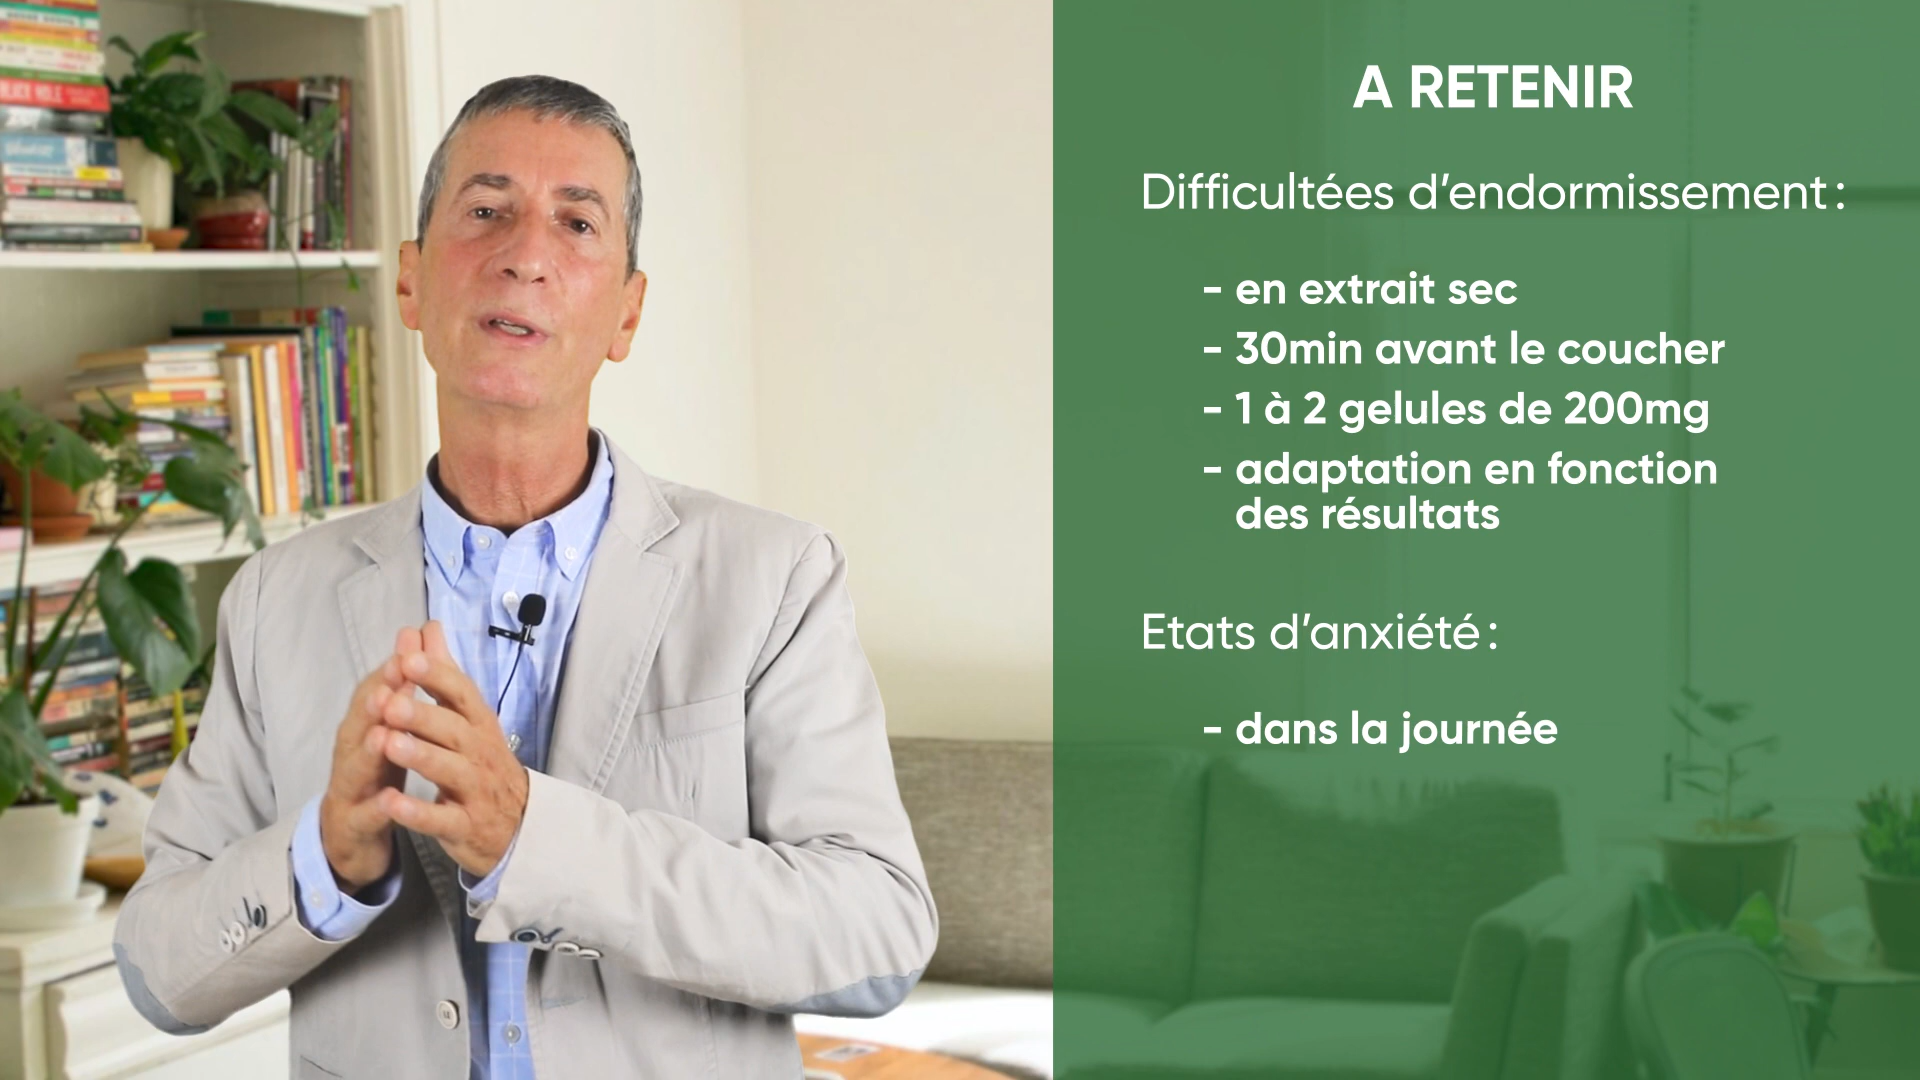 A RETENIR
Difficultées d’endormissement :
- en extrait sec
- 30min avant le coucher
- 1 à 2 gelules de 200mg
- adaptation en fonction
des résultats
Etats d’anxiété :
- dans la journée